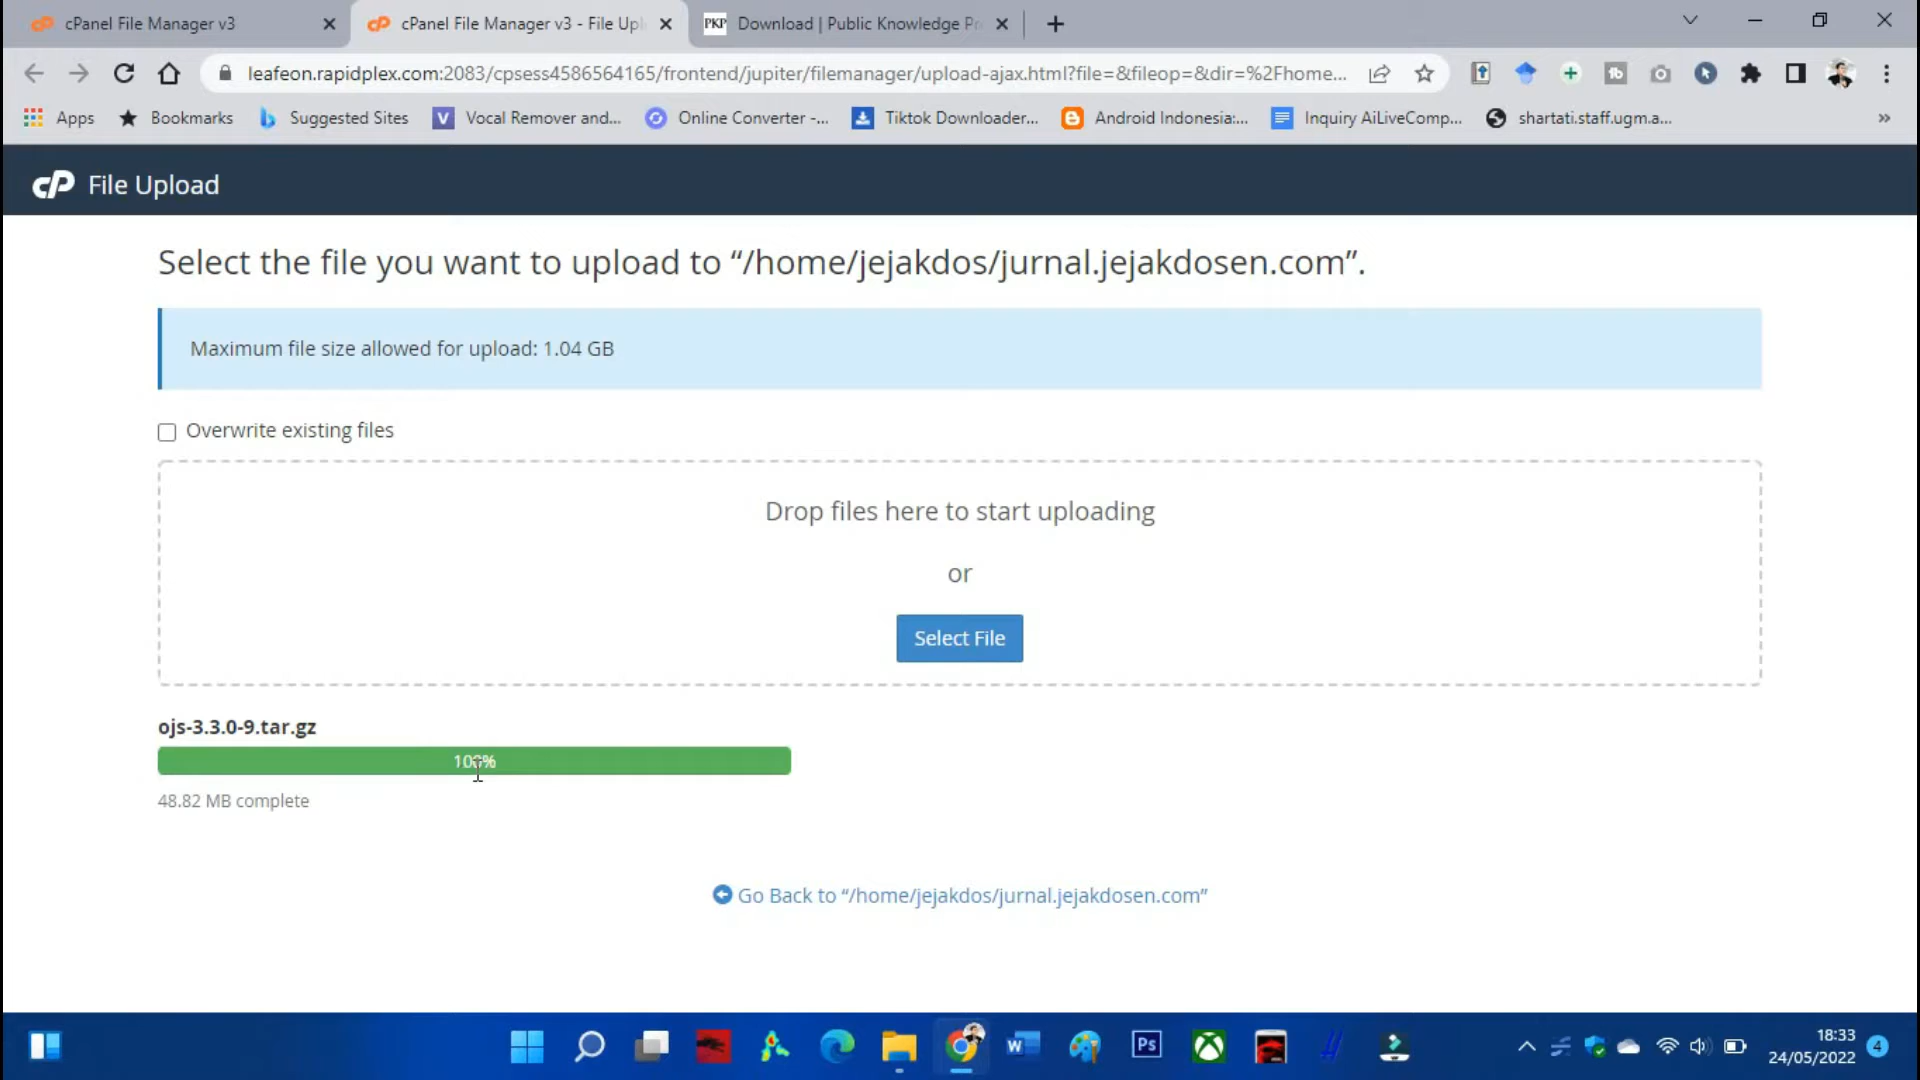 cPanel File Manager v3
cPanel File Manager v3 - File Upl
PKP Download | Public Knowledge Pr
leafeon.rapidplex.com:2083/cpsess4586564165/frontend/jupiter/filemanager/upload-ajax.html?file=&fileop=&dir=%2Fhome...
Apps
Bookmarks
Suggested Sites
V Vocal Remover and...
Online Converter -...
Tiktok Downloader...
Android Indonesia:...
Inquiry AiLiveComp...
shartati.staff.ugm.a...
»
cP File Upload
Select the file you want to upload to “/home/jejakdos/jurnal.jejakdosen.com”.
Maximum file size allowed for upload: 1.04 GB
Overwrite existing files
Drop files here to start uploading
or
Select File
ojs-3.3.0-9.tar.gz
100%
48.82 MB complete
Go Back to “/home/jejakdos/jurnal.jejakdosen.com”
W
Ps
18:33
24/05/2022
4